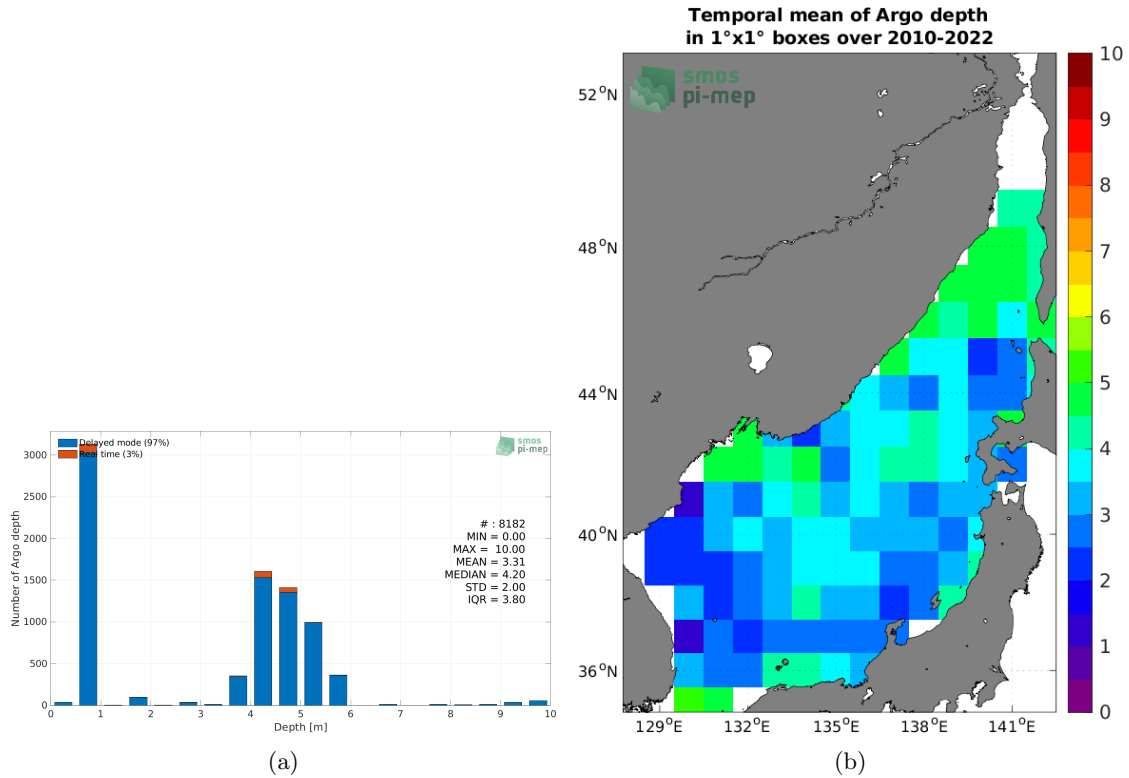 Temporal mean of Argo depth
in 1°x1° boxes over 2010-2022
smos
pi-mep
52°N
48°N
44°N
40°N
36°N
129°E
132°E
135°E
138°E
141°E
10
9
8
7
6
5
4
3
2
1
0
Delayed mode (97%)
Real time (3%)
smos
pi-mep
# : 8182
MIN = 0.00
MAX = 10.00
MEAN = 3.31
MEDIAN = 4.20
STD = 2.00
IQR = 3.80
Number of Argo depth
3000
2500
2000
1500
1000
500
0
0 1 2 3 4 5 6 7 8 9 10
Depth [m]
(a)
(b)